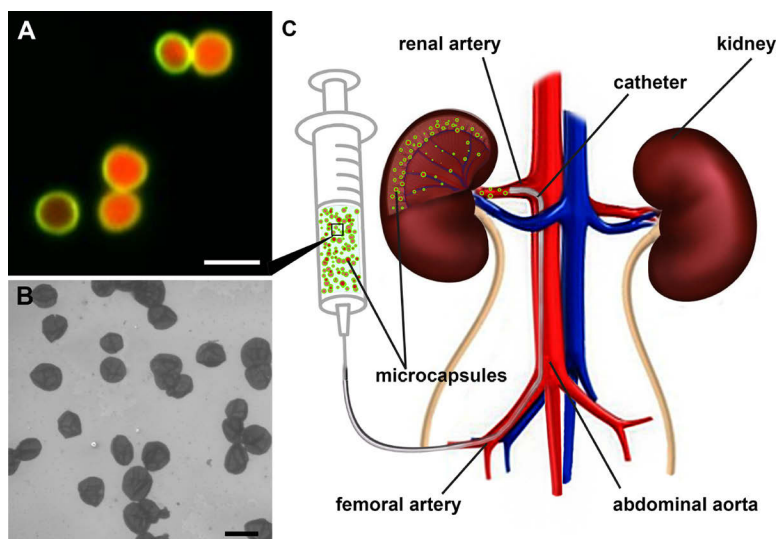 A
B
C
renal artery
kidney
catheter
microcapsules
femoral artery
abdominal aorta